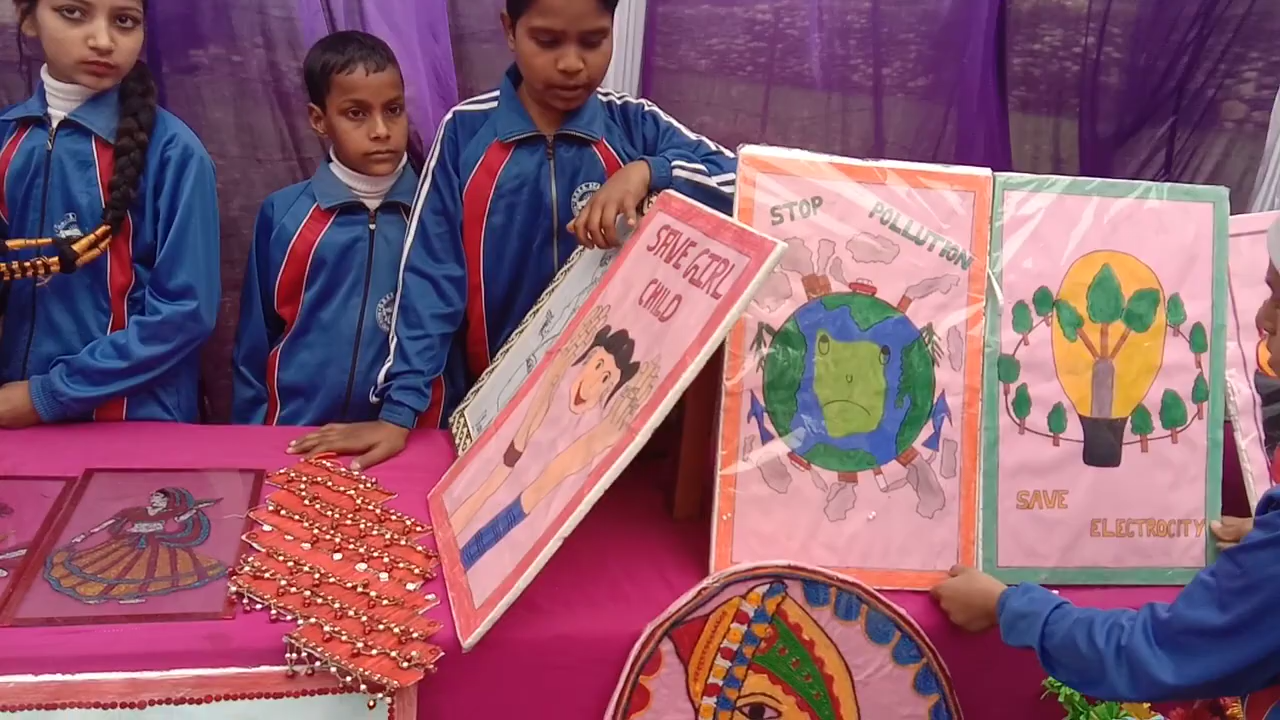 SAVE GIRL
CHILD
STOP POLLUTION
SAVE
ELECTROCITY